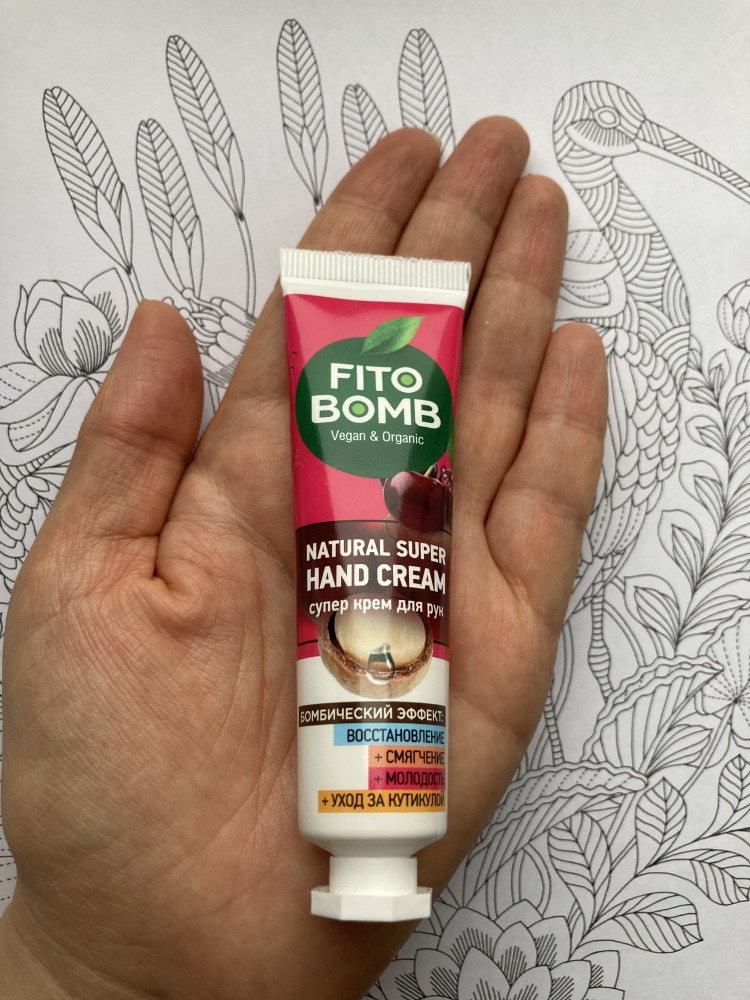 FITO
BOMB
Vegan & Organic
NATURAL SUPER
HAND CREAM
супер крем для рук
БОМБИЧЕСКИЙ ЭФФЕКТ:
ВОССТАНОВЛЕНИЕ
+ СМЯГЧЕНИЕ
+ МОЛОДОСТЬ
+ УХОД ЗА КУТИКУЛОЙ